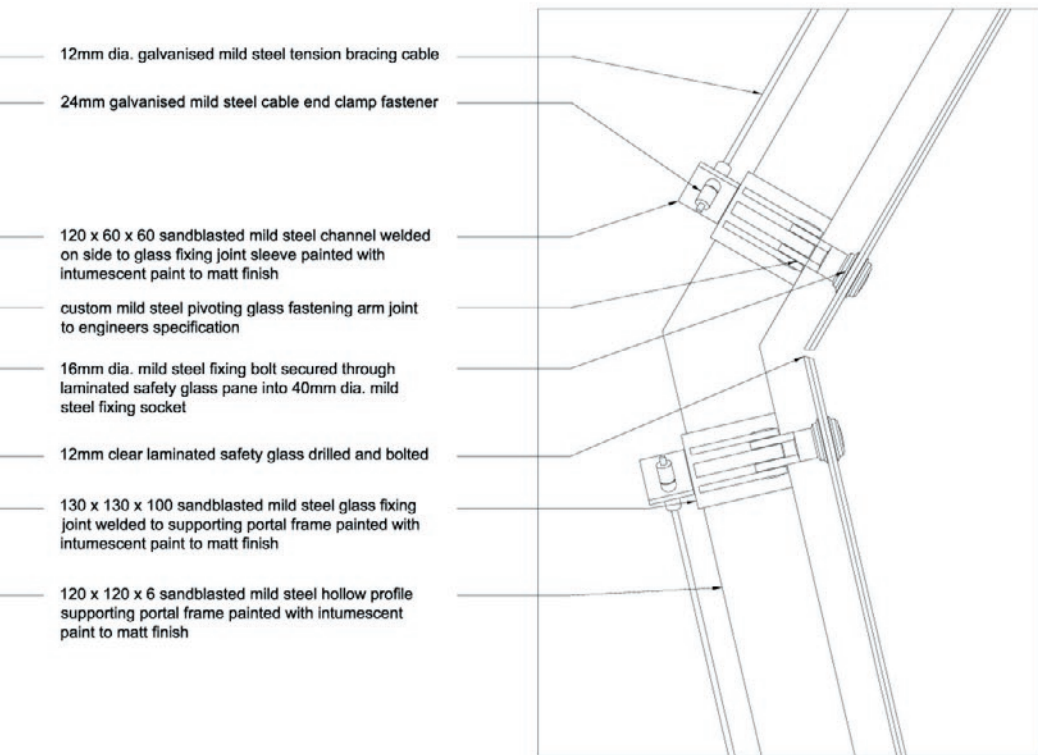 12mm dia. galvanised mild steel tension bracing cable
24mm galvanised mild steel cable end clamp fastener
120 x 60 x 60 sandblasted mild steel channel welded
on side to glass fixing joint sleeve painted with
intumescent paint to matt finish
custom mild steel pivoting glass fastening arm joint
to engineers specification
16mm dia. mild steel fixing bolt secured through
laminated safety glass pane into 40mm dia. mild
steel fixing socket
12mm clear laminated safety glass drilled and bolted
130 x 130 x 100 sandblasted mild steel glass fixing
joint welded to supporting portal frame painted with
intumescent paint to matt finish
120 x 120 x 6 sandblasted mild steel hollow profile
supporting portal frame painted with intumescent
paint to matt finish